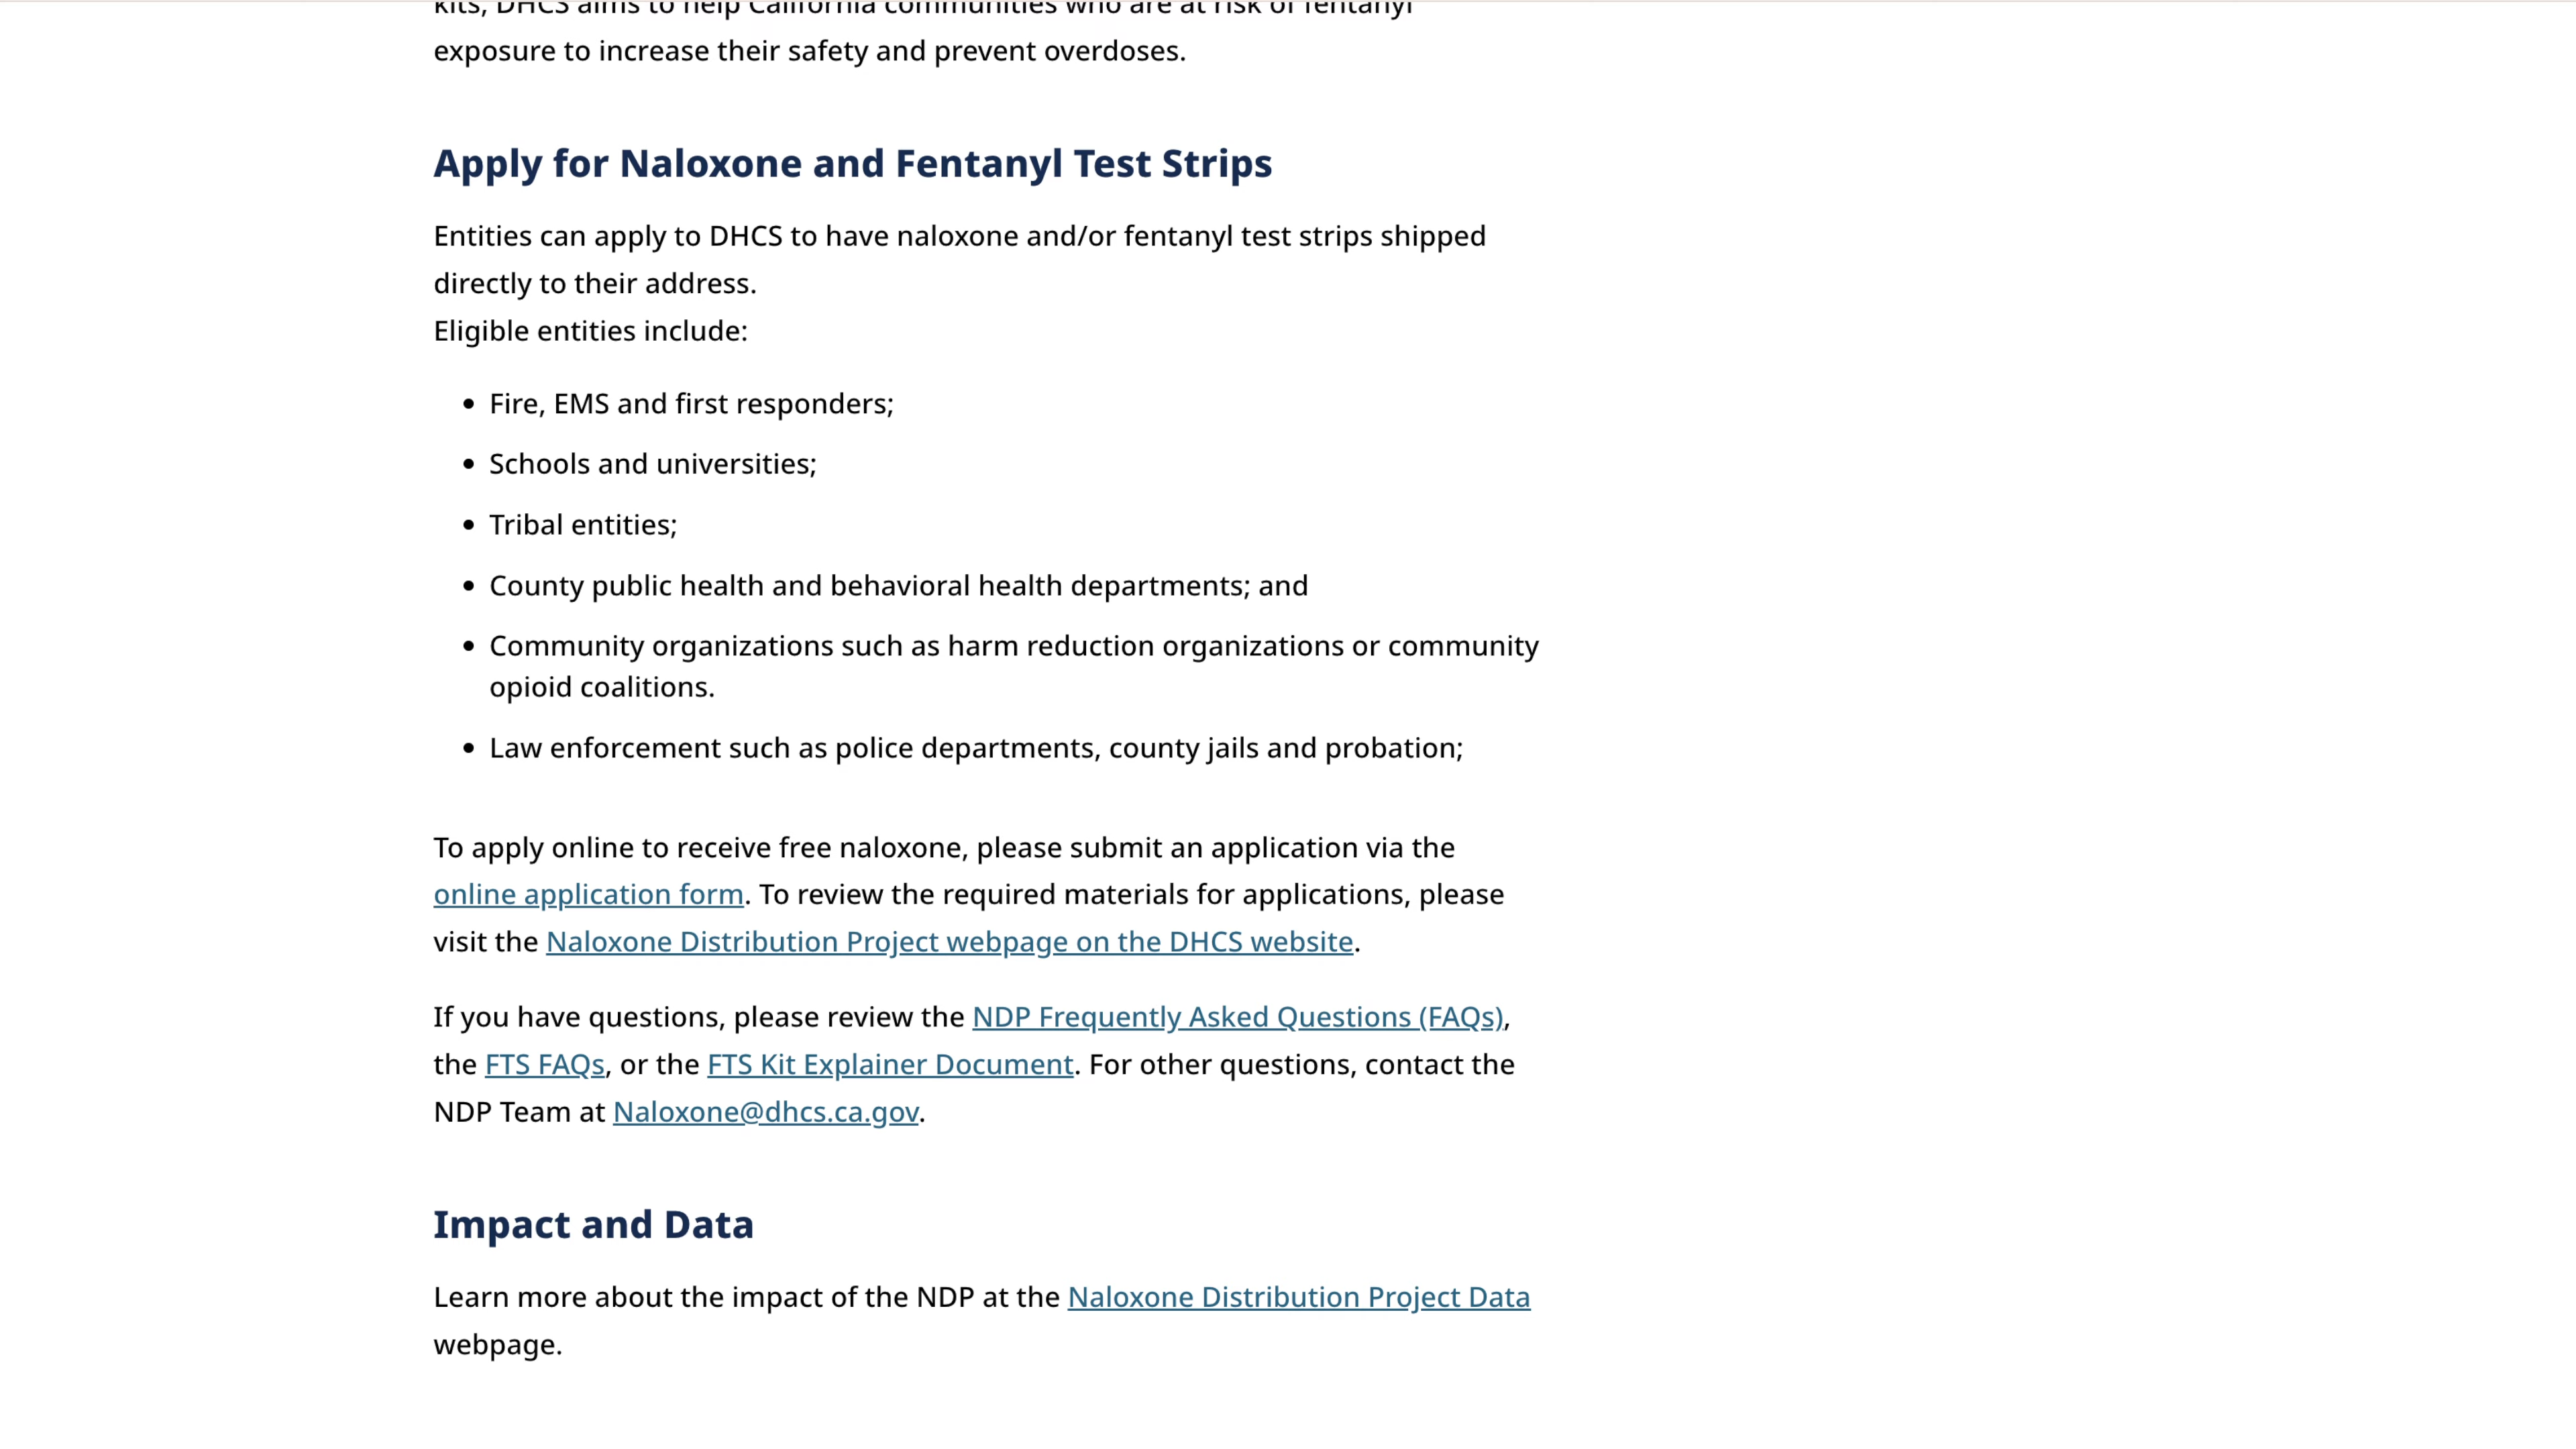 kits, DHCS aims to help California communities who are at risk of fentanyl
exposure to increase their safety and prevent overdoses.
Apply for Naloxone and Fentanyl Test Strips
Entities can apply to DHCS to have naloxone and/or fentanyl test strips shipped
directly to their address.
Eligible entities include:
• Fire, EMS and first responders;
• Schools and universities;
• Tribal entities;
• County public health and behavioral health departments; and
• Community organizations such as harm reduction organizations or community
opioid coalitions.
• Law enforcement such as police departments, county jails and probation;
To apply online to receive free naloxone, please submit an application via the
online application form. To review the required materials for applications, please
visit the Naloxone Distribution Project webpage on the DHCS website.
If you have questions, please review the NDP Frequently Asked Questions (FAQs),
the FTS FAQs, or the FTS Kit Explainer Document. For other questions, contact the
NDP Team at Naloxone@dhcs.ca.gov.
Impact and Data
Learn more about the impact of the NDP at the Naloxone Distribution Project Data
webpage.